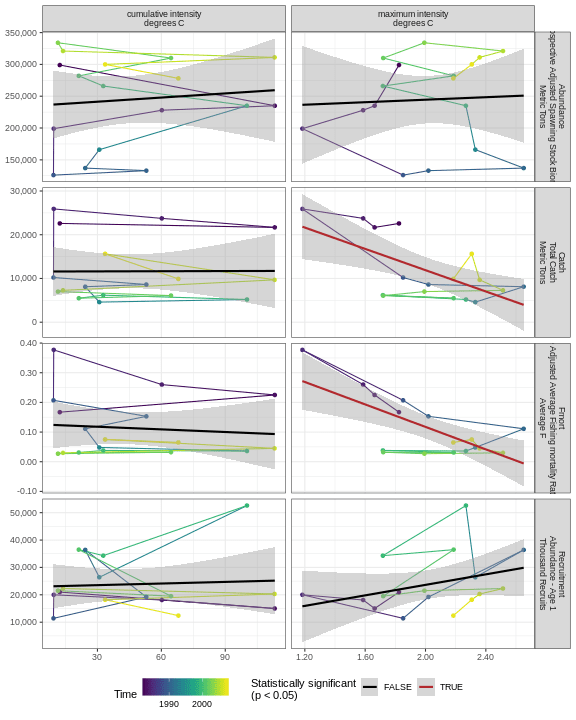 cumulative intensity
degrees C
maximum intensity
degrees C
350,000
300,000
250,000
200,000
150,000
Abundance
Adjusted Spawning Stock
Metric Tons
30,000
20,000
10,000
0
Catch
Total Catch
Metric Tons
0.40
0.30
0.20
0.10
0.00
-0.10
Fmort
Adjusted Average Fishing mortality
Average F
50,000
40,000
30,000
20,000
10,000
Recruitment
Abundance - Age 1
Thousand Recruits
30
60
90
1.20
1.60
2.00
2.40
Time
1990
2000
Statistically significant
(p < 0.05)
FALSE
TRUE